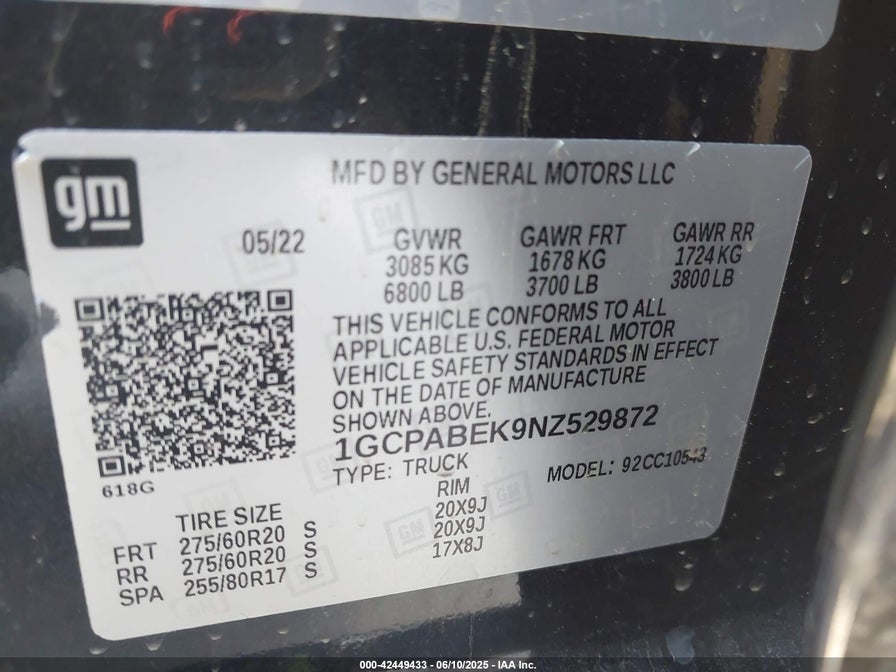 gm
MFD BY GENERAL MOTORS LLC
05/22
GVWR GAWR FRT GAWR RR
3085 KG 1678 KG 1724 KG
6800 LB 3700 LB 3800 LB
THIS VEHICLE CONFORMS TO ALL
APPLICABLE U.S. FEDERAL MOTOR
VEHICLE SAFETY STANDARDS IN EFFECT
ON THE DATE OF MANUFACTURE
SHOWN ABOVE.
1GCPABEK9NZ529872
TYPE: TRUCK MODEL: 92CC10543
618G
TIRE SIZE RIM
FRT 275/60R20 S 20X9J
RR 275/60R20 S 20X9J
SPA 255/80R17 S 17X8J
000-42449433 - 06/10/2025 - IAA Inc.